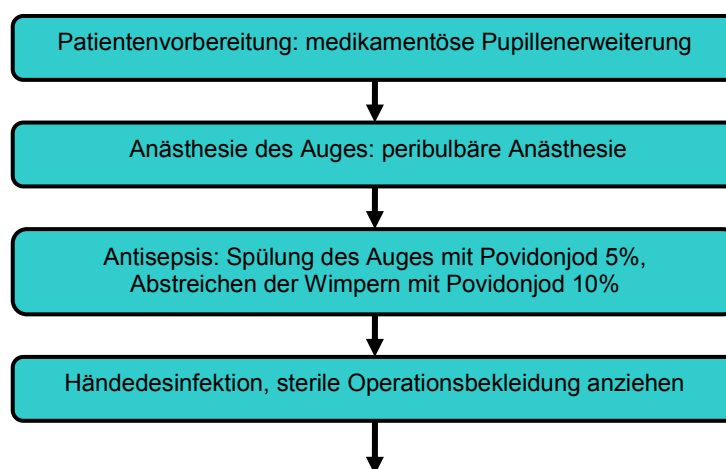 Patientenvorbereitung: medikamentöse Pupillenerweiterung
Anästhesie des Auges: peribulbäre Anästhesie
Antisepsis: Spülung des Auges mit Povidonjod 5%,
Abstreichen der Wimpern mit Povidonjod 10%
Händedesinfektion, sterile Operationsbekleidung anziehen